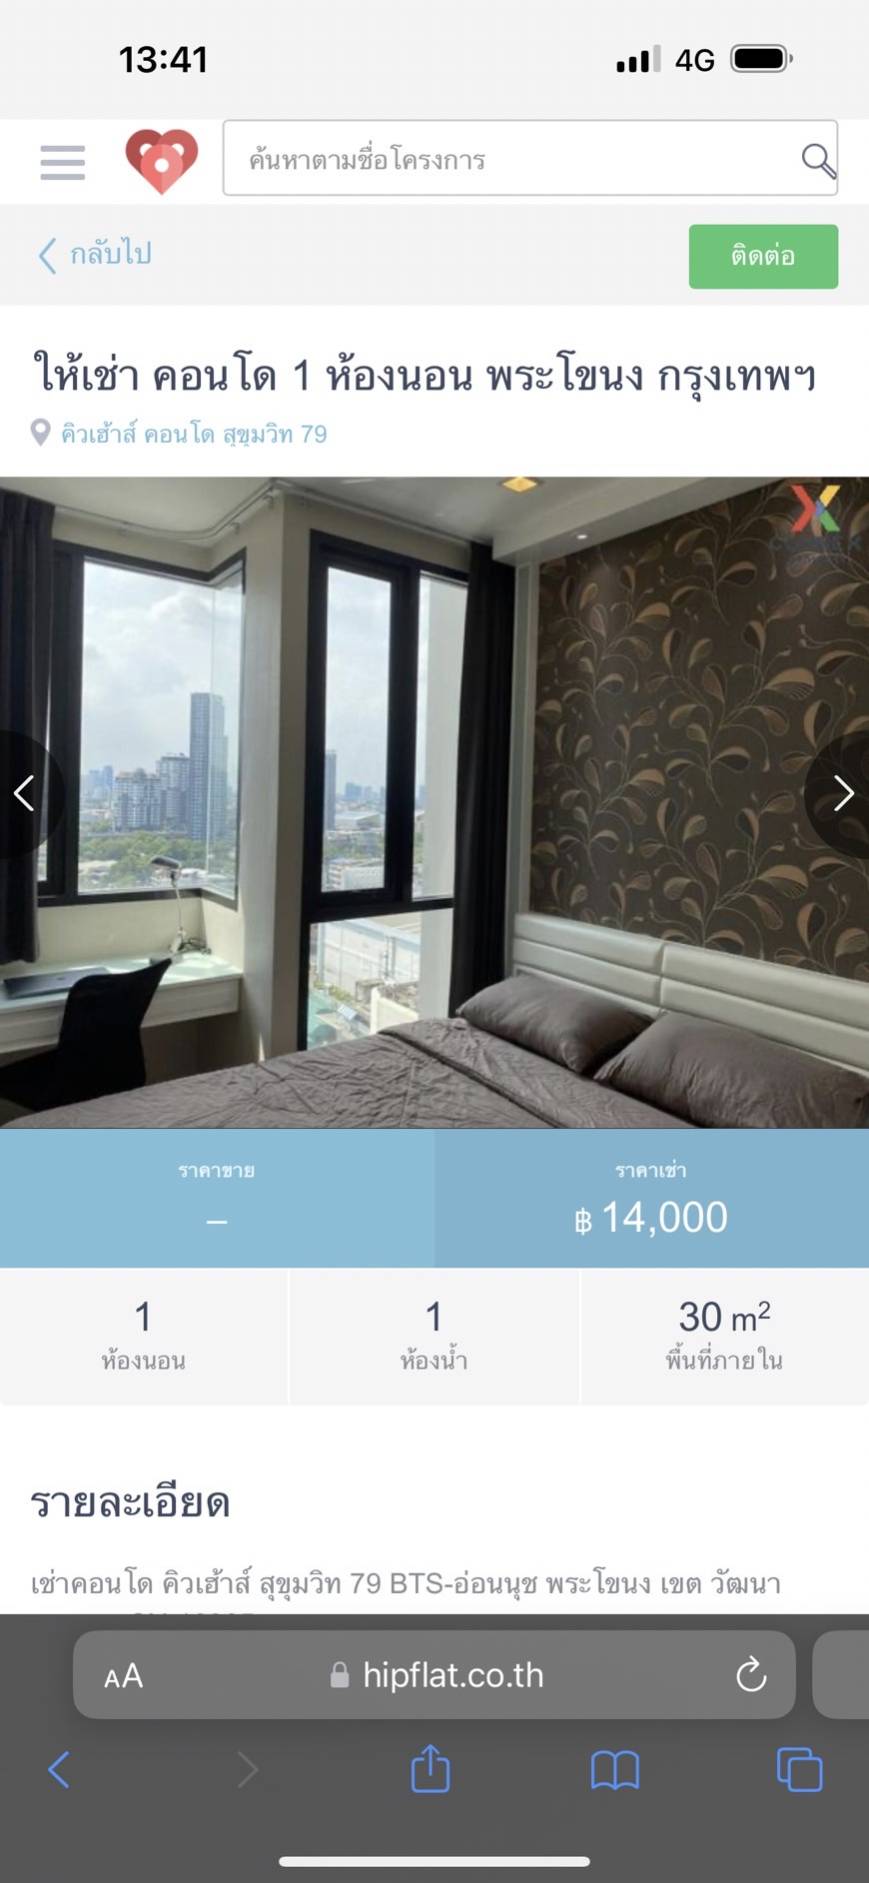 13:41
4G
ค้นหาตามชื่อโครงการ
กลับไป
ติดต่อ
ให้เช่า คอนโด 1 ห้องนอน พระโขนง กรุงเทพฯ
คิวเฮ้าส์ คอนโด สุขุมวิท 79
ราคาขาย
–
ราคาเช่า
฿ 14,000
1
ห้องนอน
1
ห้องน้ำ
30 m²
พื้นที่ภายใน
รายละเอียด
เช่าคอนโด คิวเฮ้าส์ สุขุมวิท 79 BTS-อ่อนนุช พระโขนง เขต วัฒนา
AA
hipflat.co.th